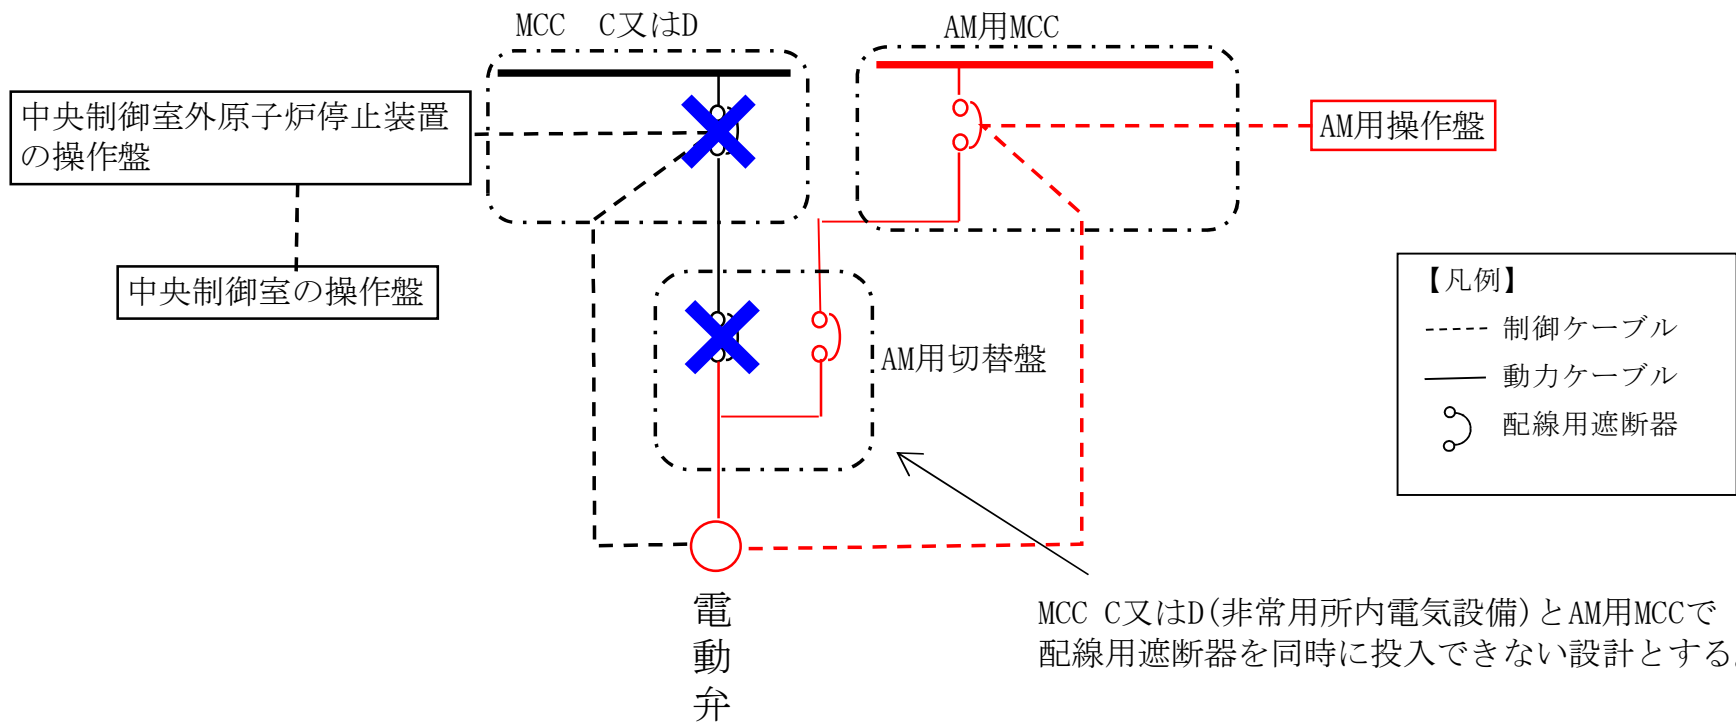 MCC　C又はD
AM用MCC
中央制御室外原子炉停止装置
の操作盤
AM用操作盤
中央制御室の操作盤
【凡例】
制御ケーブル
動力ケーブル
配線用遮断器
AM用切替盤
電動弁
MCC C又はD(非常用所内電気設備)とAM用MCCで
配線用遮断器を同時に投入できない設計とする